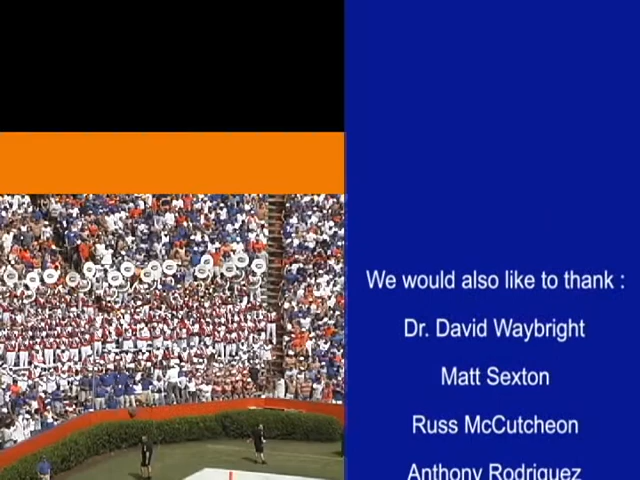 We would also like to thank :
Dr. David Waybright
Matt Sexton
Russ McCutcheon
Anthony Rodriguez